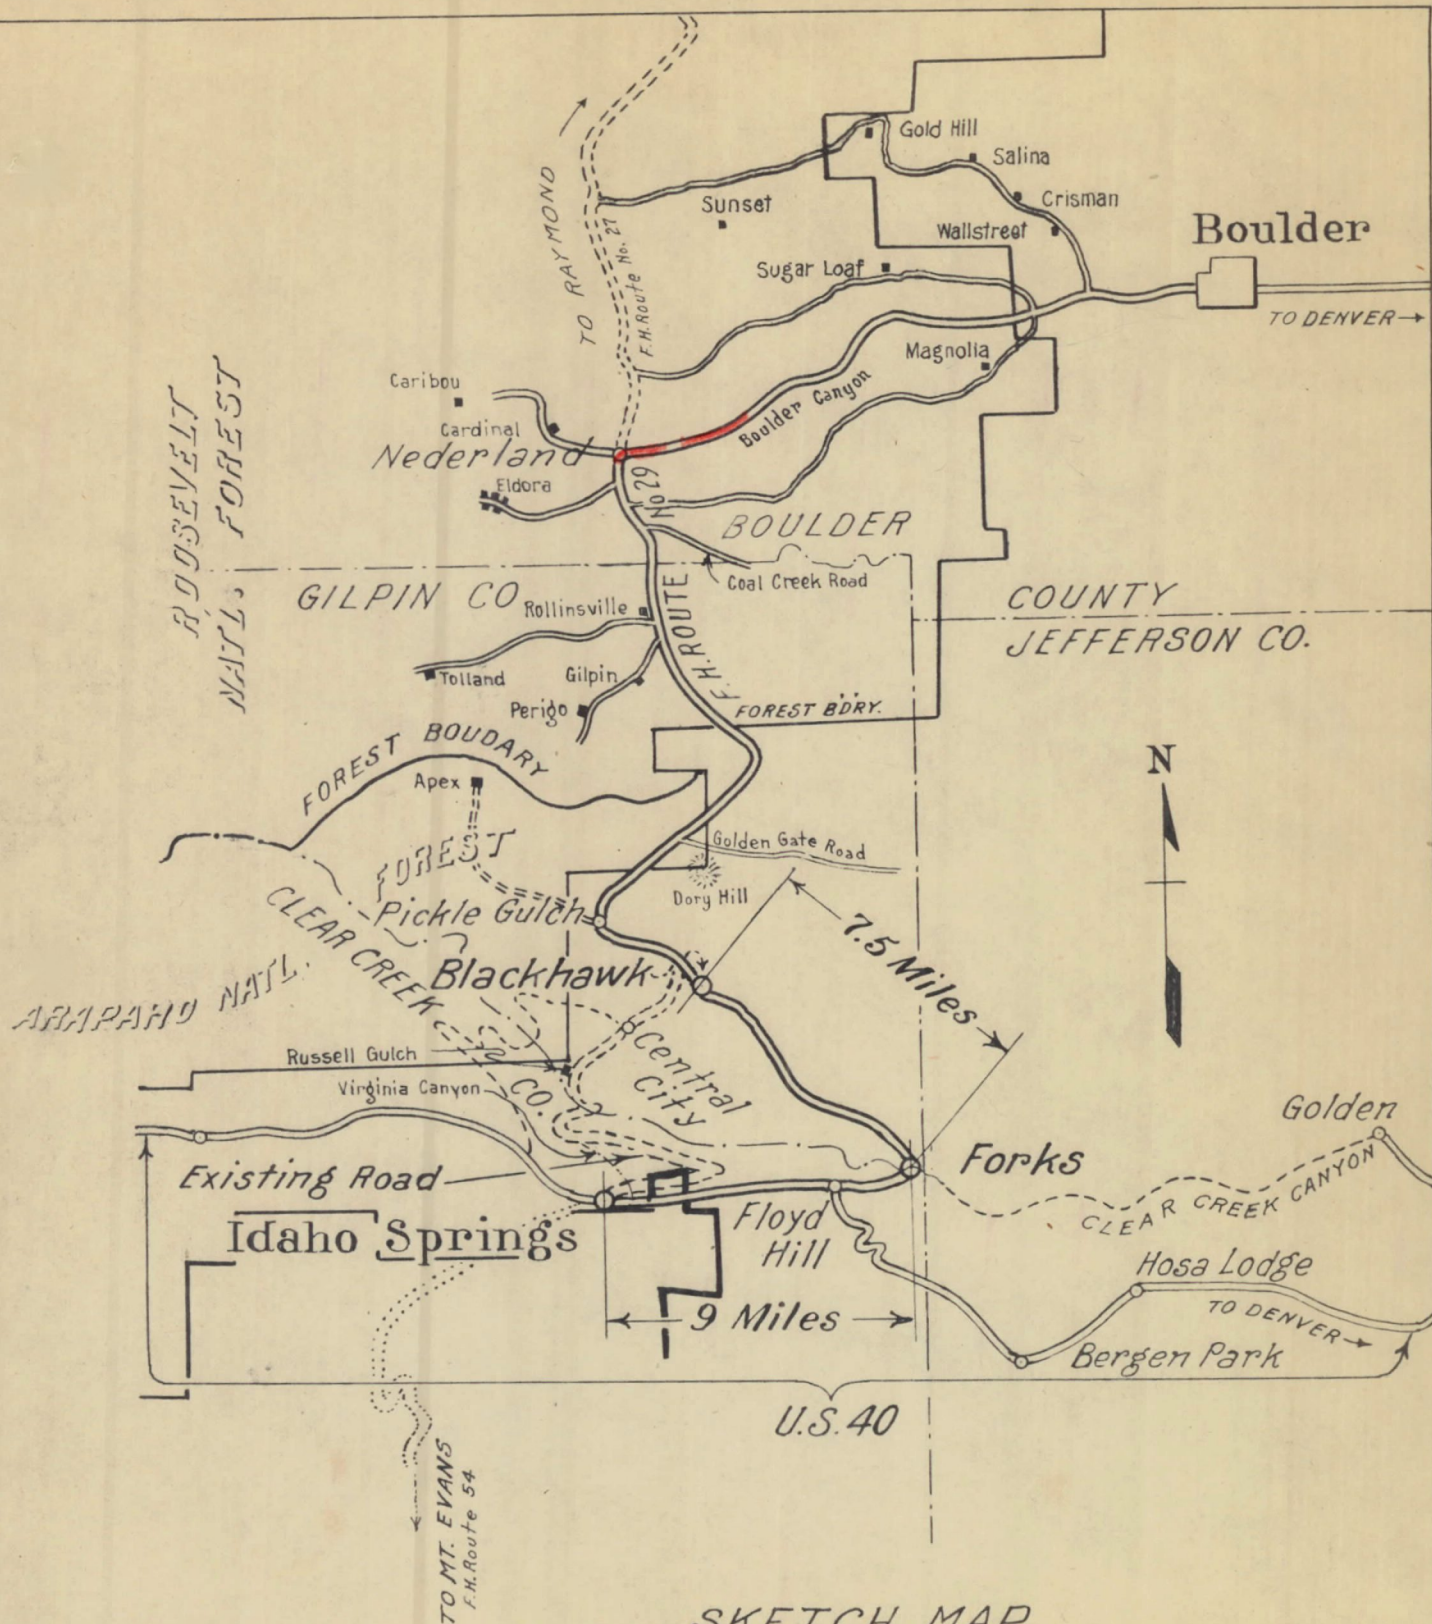 Gold Hill
Salina
Crisman
Sunset
Wallstreet
Boulder
Sugar Loaf
TO DENVER
TO RAYMOND
F.H.Route No. 27
Magnolia
Caribou
Cardinal
Boulder Canyon
Nederland
Eldora
No 29
ROOSEVELT
NATL. FOREST
BOULDER
Coal Creek Road
GILPIN CO
Rollinsville
COUNTY
JEFFERSON CO.
F.H.ROUTE
Tolland
Gilpin
Perigo
FOREST BDRY.
FOREST BOUDARY
Apex
N
Golden Gate Road
FOREST
Dory Hill
Pickle Gulch
CLEAR CREEK
7.5 Miles
Blackhawk
ARAPAHO NATL.
Russell Gulch
Central
City
Virginia Canyon
CO.
Golden
Existing Road
Forks
CLEAR CREEK CANYON
Idaho Springs
Floyd
Hill
Hosa Lodge
TO DENVER
9 Miles
Bergen Park
U.S. 40
TO MT. EVANS
F.H.Route 54
SKETCH MAP